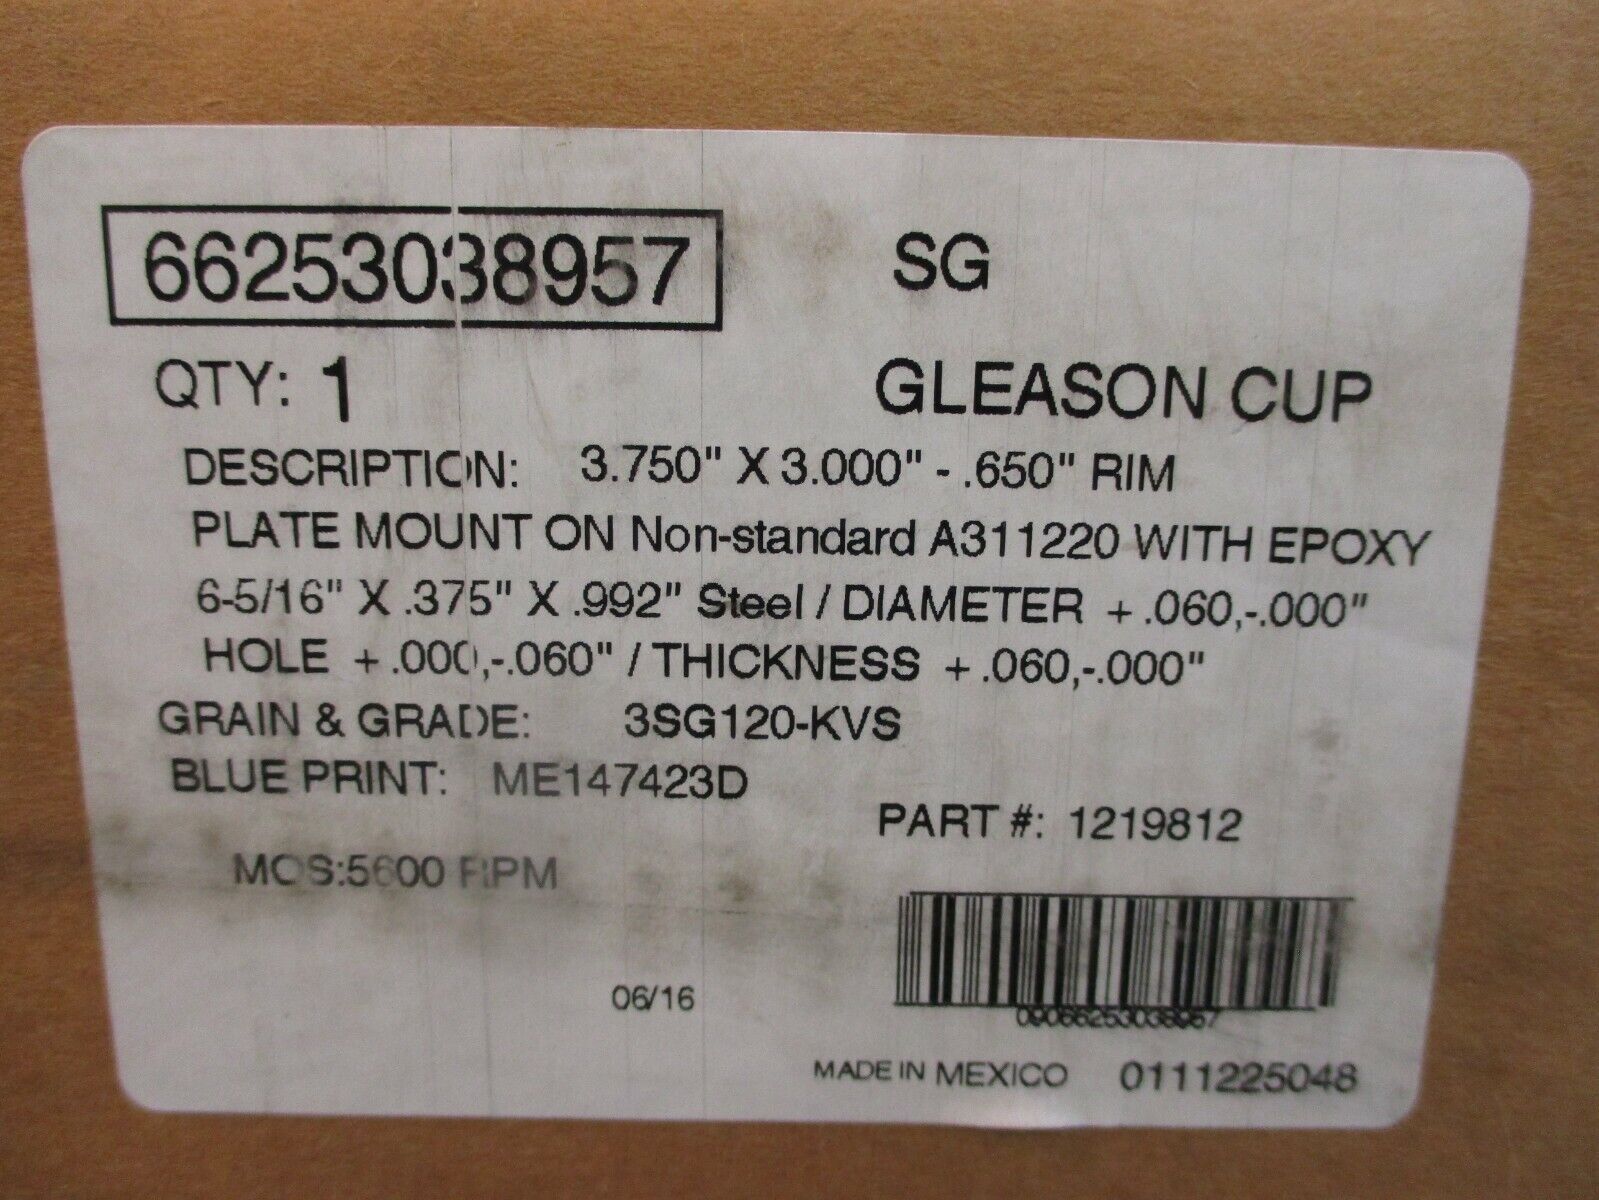 66253038957 SG
QTY: 1 GLEASON CUP
DESCRIPTION: 3.750" X 3.000" - .650" RIM
PLATE MOUNT ON Non-standard A311220 WITH EPOXY
6-5/16" X .375" X .992" Steel / DIAMETER + .060,-.000"
HOLE + .000,-.060" / THICKNESS + .060,-.000"
GRAIN & GRADE: 3SG120-KVS
BLUE PRINT: ME147423D
PART #: 1219812
MOS:5600 RPM
06/16
09066253038957
MADE IN MEXICO 0111225048